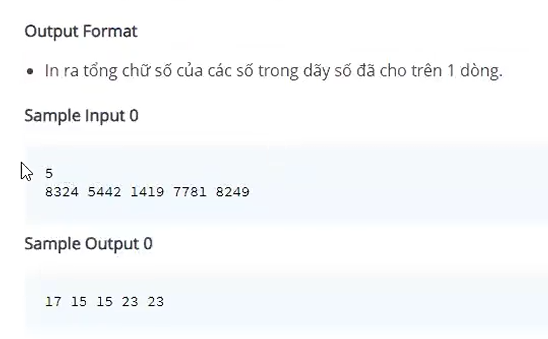 Output Format
• In ra tổng chữ số của các số trong dãy số đã cho trên 1 dòng.
Sample Input 0
5
8324 5442 1419 7781 8249
Sample Output 0
17 15 15 23 23